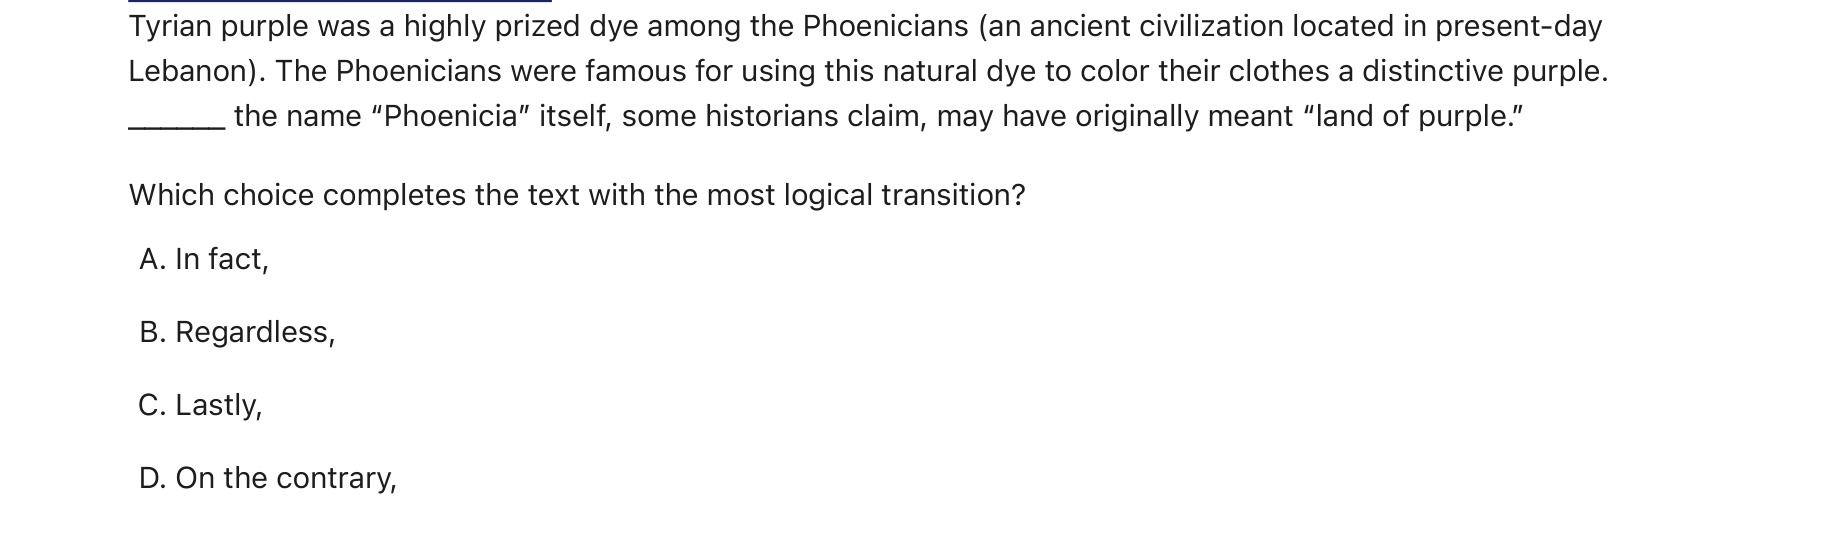 Tyrian purple was a highly prized dye among the Phoenicians (an ancient civilization located in present-day
Lebanon). The Phoenicians were famous for using this natural dye to color their clothes a distinctive purple.
______ the name “Phoenicia” itself, some historians claim, may have originally meant “land of purple.”
Which choice completes the text with the most logical transition?
A. In fact,
B. Regardless,
C. Lastly,
D. On the contrary,